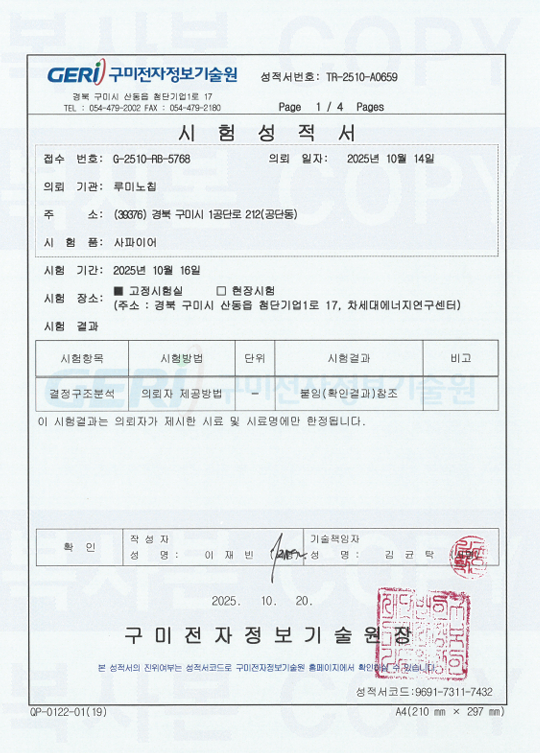 GERI 구미전자정보기술원
경북 구미시 산동읍 첨단기업1로 17
TEL : 054-479-2002 FAX : 054-479-2180
성적서번호: TR-2510-A0659
Page 1 / 4 Pages
시 험 성 적 서
접수 번호: G-2510-RB-5768 의뢰 일자: 2025년 10월 14일
의뢰 기관: 루미노칩
주 소: (39376) 경북 구미시 1공단로 212(공단동)
시 험 품: 사파이어
시험 기간: 2025년 10월 16일
시험 장소: ■ 고정시험실 □ 현장시험
(주소 : 경북 구미시 산동읍 첨단기업1로 17, 차세대에너지연구센터)
시험 결과
시험항목 시험방법 단위 시험결과 비고
결정구조분석 의뢰자 제공방법 - 붙임(확인결과)참조
이 시험결과는 의뢰자가 제시한 시료 및 시료명에만 한정됩니다.
확 인
작 성 자
성 명: 이 재 빈
기술책임자
성 명: 김 균 탁
2025. 10. 20.
구 미 전 자 정 보 기 술 원 장
본 성적서의 진위여부는 성적서코드로 구미전자정보기술원 홈페이지에서 확인하실 수 있습니다.
성적서코드:9691-7311-7432
QP-0122-01(19) A4(210 mm × 297 mm)
복사본 COPY
GERI 구미전자정보기술원